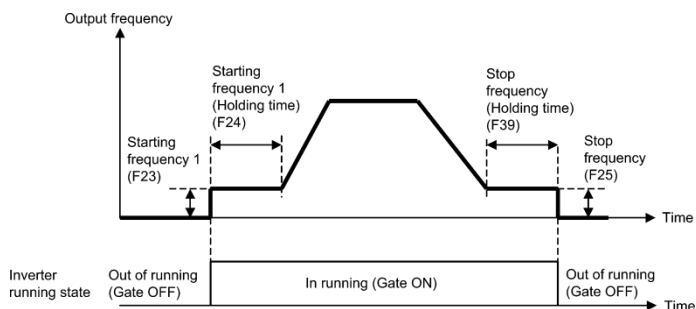 Output frequency
Starting
frequency 1
(Holding time)
(F24)
Stop
frequency
(Holding time)
(F39)
Starting
frequency 1
(F23)
Stop
frequency
(F25)
Time
Inverter
running state
Out of running
(Gate OFF)
In running (Gate ON)
Out of running
(Gate OFF)
Time